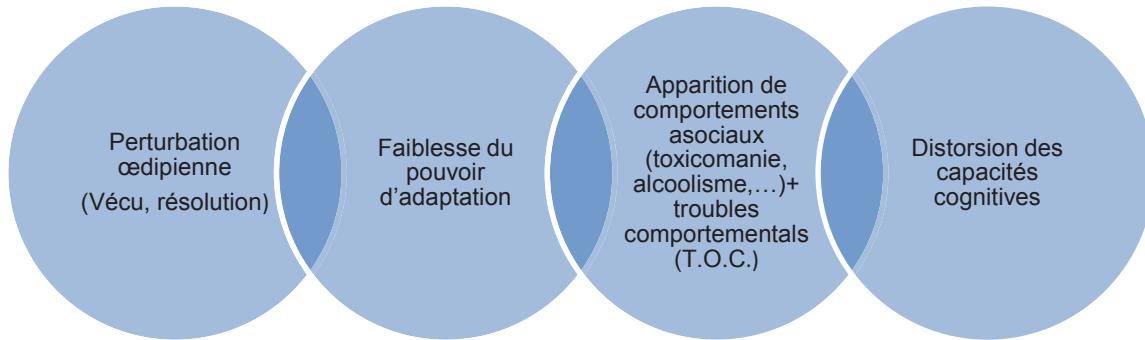 Perturbation
œdipienne
(Vécu, résolution)
Faiblesse du
pouvoir
d’adaptation
Apparition de
comportements
asociaux
(toxicomanie,
alcoolisme,…)+
troubles
comportementals
(T.O.C.)
Distorsion des
capacités
cognitives